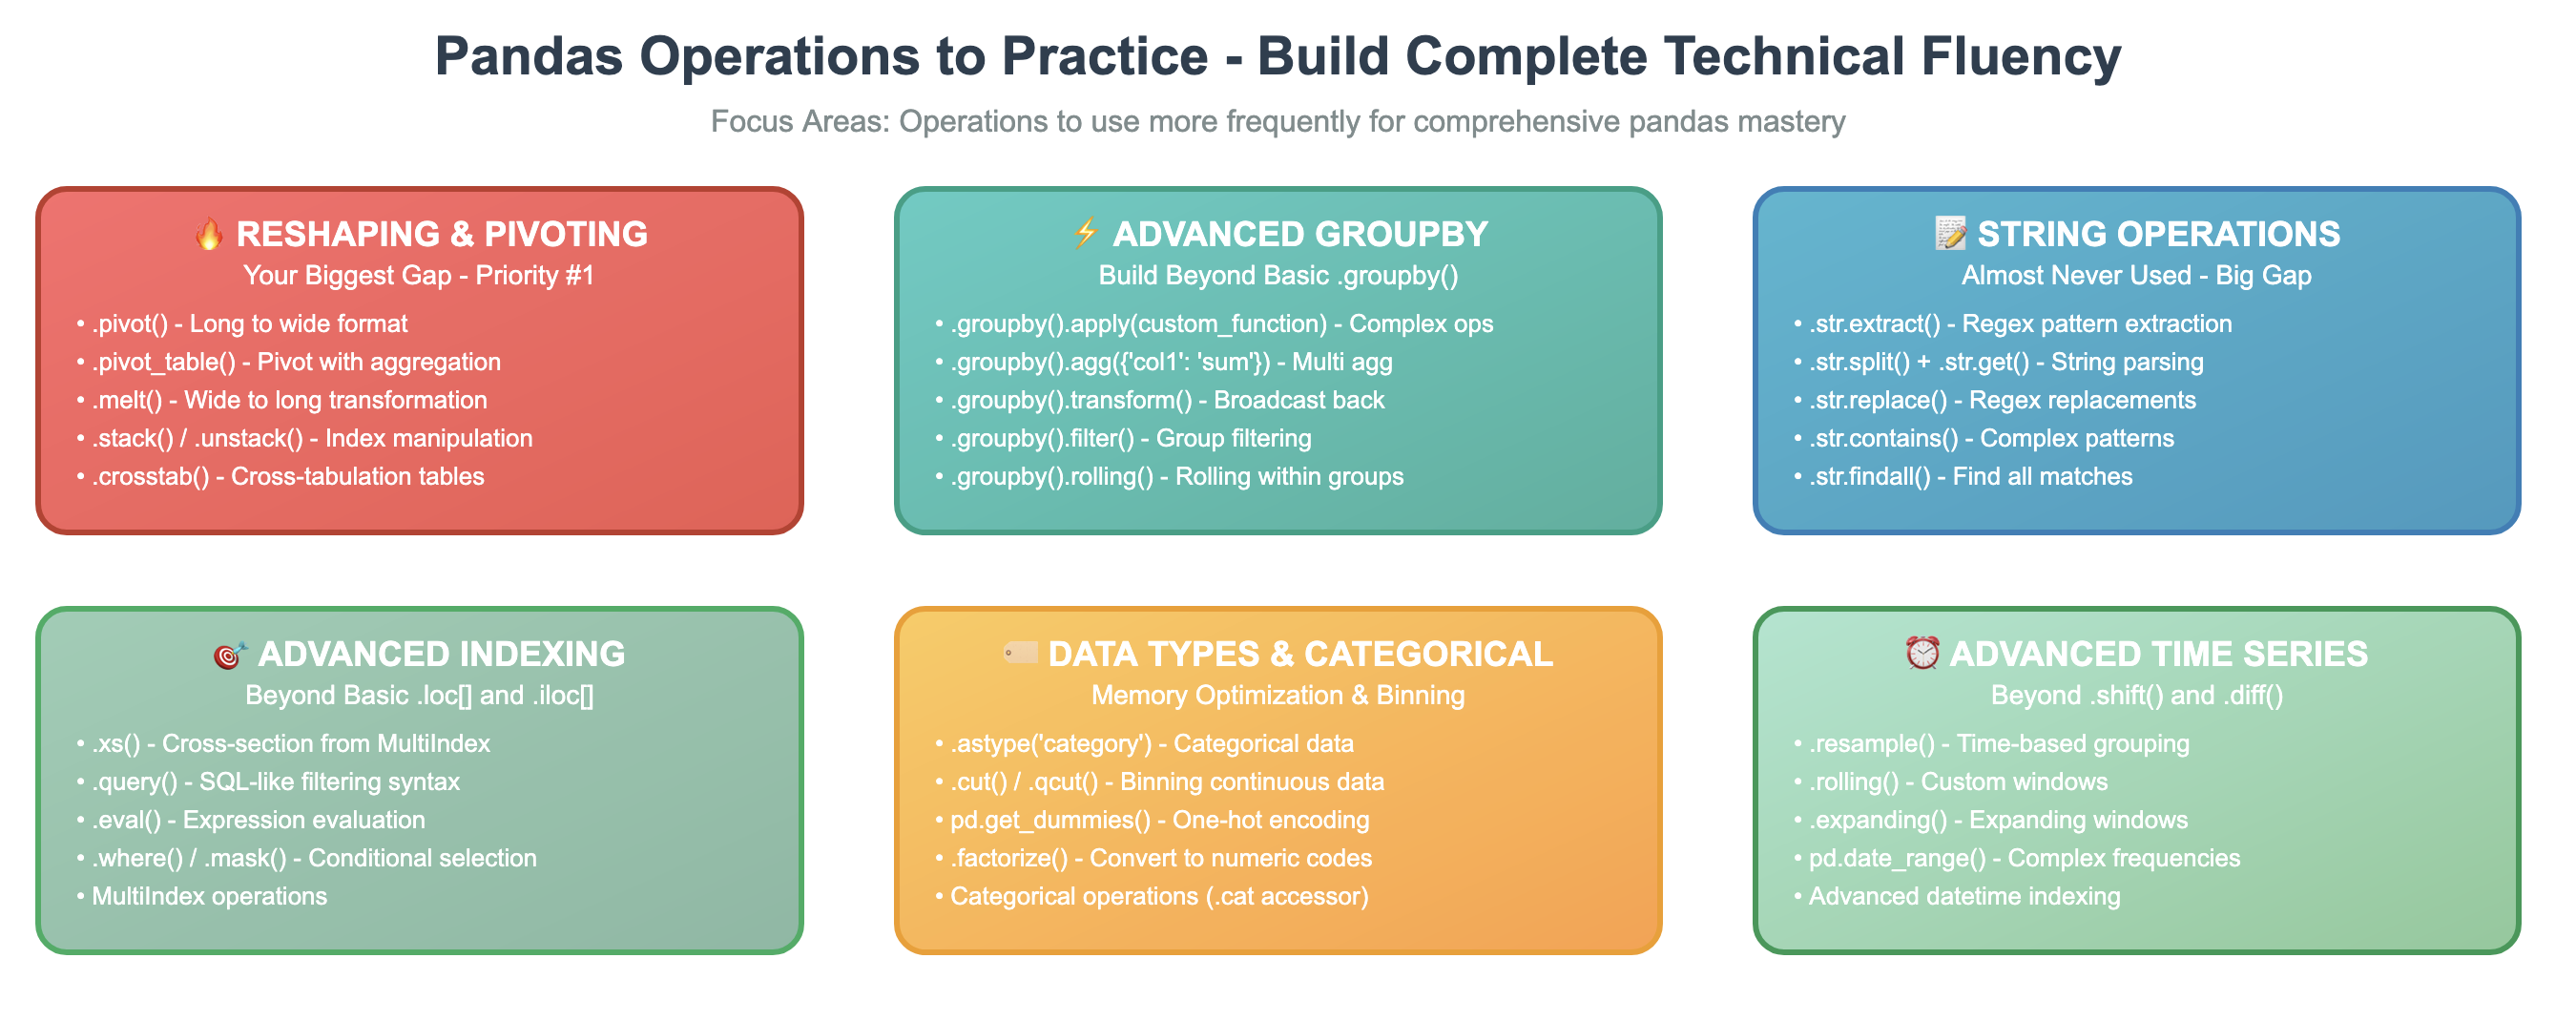 Pandas Operations to Practice - Build Complete Technical Fluency
Focus Areas: Operations to use more frequently for comprehensive pandas mastery
🔥 RESHAPING & PIVOTING
Your Biggest Gap - Priority #1
• .pivot() - Long to wide format
• .pivot_table() - Pivot with aggregation
• .melt() - Wide to long transformation
• .stack() / .unstack() - Index manipulation
• .crosstab() - Cross-tabulation tables
⚡ ADVANCED GROUPBY
Build Beyond Basic .groupby()
• .groupby().apply(custom_function) - Complex ops
• .groupby().agg({'col1': 'sum'}) - Multi agg
• .groupby().transform() - Broadcast back
• .groupby().filter() - Group filtering
• .groupby().rolling() - Rolling within groups
📝 STRING OPERATIONS
Almost Never Used - Big Gap
• .str.extract() - Regex pattern extraction
• .str.split() + .str.get() - String parsing
• .str.replace() - Regex replacements
• .str.contains() - Complex patterns
• .str.findall() - Find all matches
🎯 ADVANCED INDEXING
Beyond Basic .loc[] and .iloc[]
• .xs() - Cross-section from MultiIndex
• .query() - SQL-like filtering syntax
• .eval() - Expression evaluation
• .where() / .mask() - Conditional selection
• MultiIndex operations
🏷️ DATA TYPES & CATEGORICAL
Memory Optimization & Binning
• .astype('category') - Categorical data
• .cut() / .qcut() - Binning continuous data
• pd.get_dummies() - One-hot encoding
• .factorize() - Convert to numeric codes
• Categorical operations (.cat accessor)
⏰ ADVANCED TIME SERIES
Beyond .shift() and .diff()
• .resample() - Time-based grouping
• .rolling() - Custom windows
• .expanding() - Expanding windows
• pd.date_range() - Complex frequencies
• Advanced datetime indexing